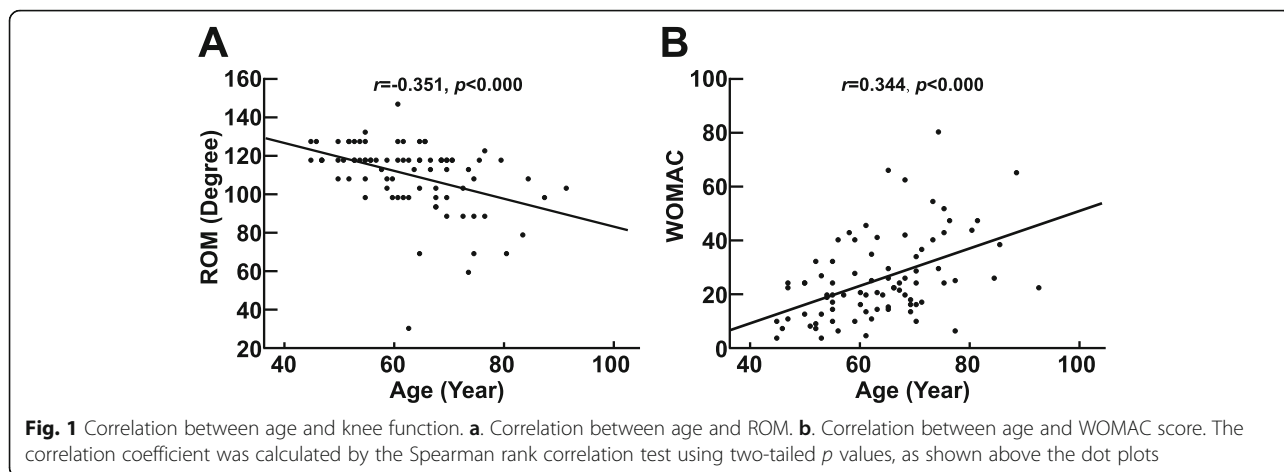 A
B
r=-0.351, p<0.000
r=0.344, p<0.000
160
140
120
100
80
60
40
20
ROM (Degree)
40 60 80 100
Age (Year)
100
80
60
40
20
0
WOMAC
40 60 80 100
Age (Year)
Fig. 1 Correlation between age and knee function. a. Correlation between age and ROM. b. Correlation between age and WOMAC score. The
correlation coefficient was calculated by the Spearman rank correlation test using two-tailed p values, as shown above the dot plots